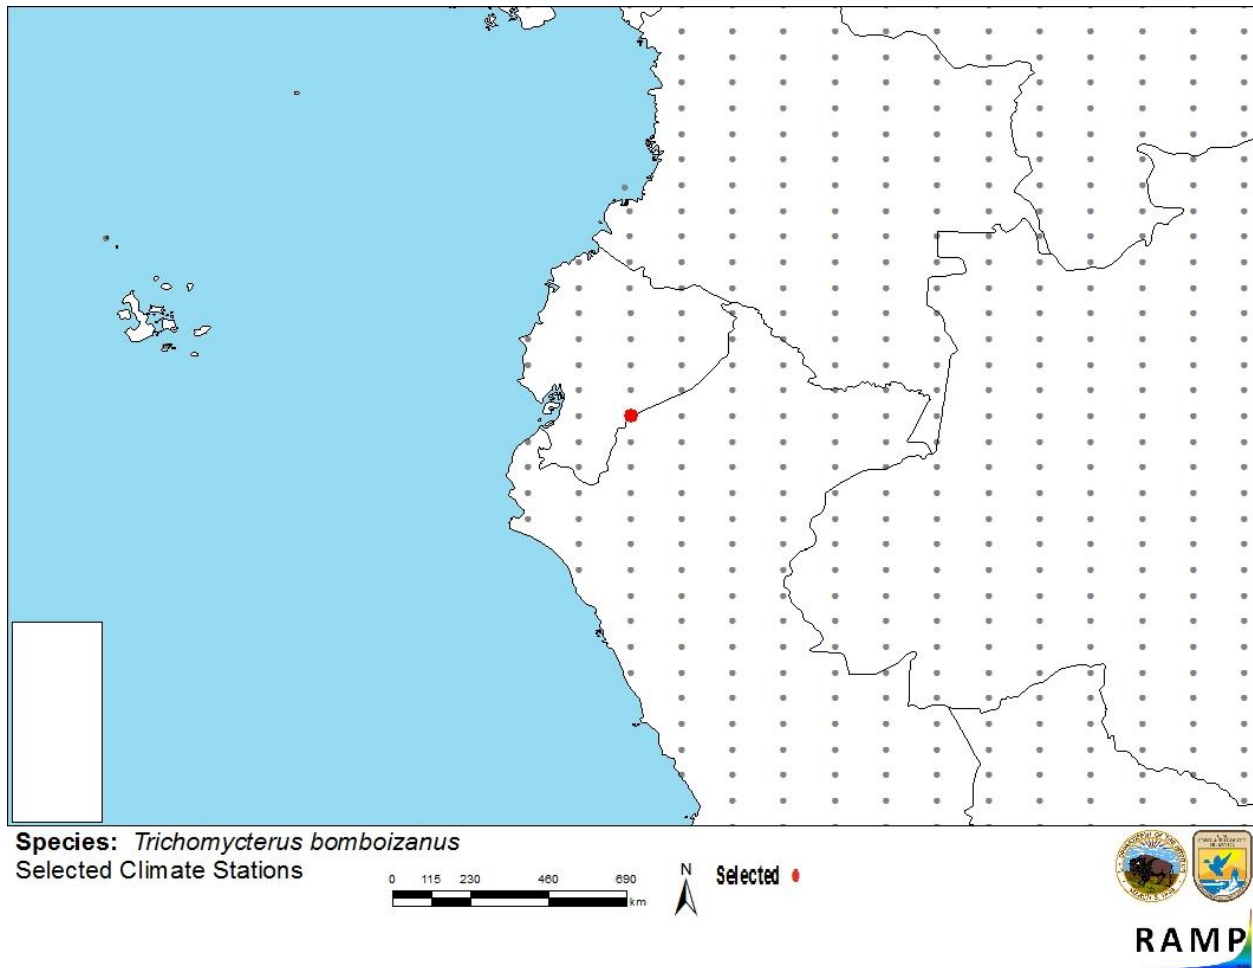 Species: Trichomycterus bomboizanus
Selected Climate Stations
0 115 230 460 690
km
N
Selected
RAMP